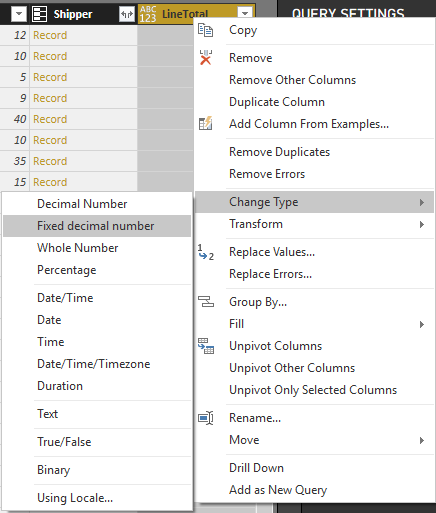 Shipper
ABC
123
LineTotal
QUERY SETTINGS
12 Record
10 Record
5 Record
9 Record
40 Record
10 Record
35 Record
15 Record
Copy
Remove
Remove Other Columns
Duplicate Column
Add Column From Examples...
Remove Duplicates
Remove Errors
Change Type
Transform
1
2
Replace Values...
Replace Errors...
Group By...
Fill
Unpivot Columns
Unpivot Other Columns
Unpivot Only Selected Columns
Rename...
Move
Drill Down
Add as New Query
Decimal Number
Fixed decimal number
Whole Number
Percentage
Date/Time
Date
Time
Date/Time/Timezone
Duration
Text
True/False
Binary
Using Locale...